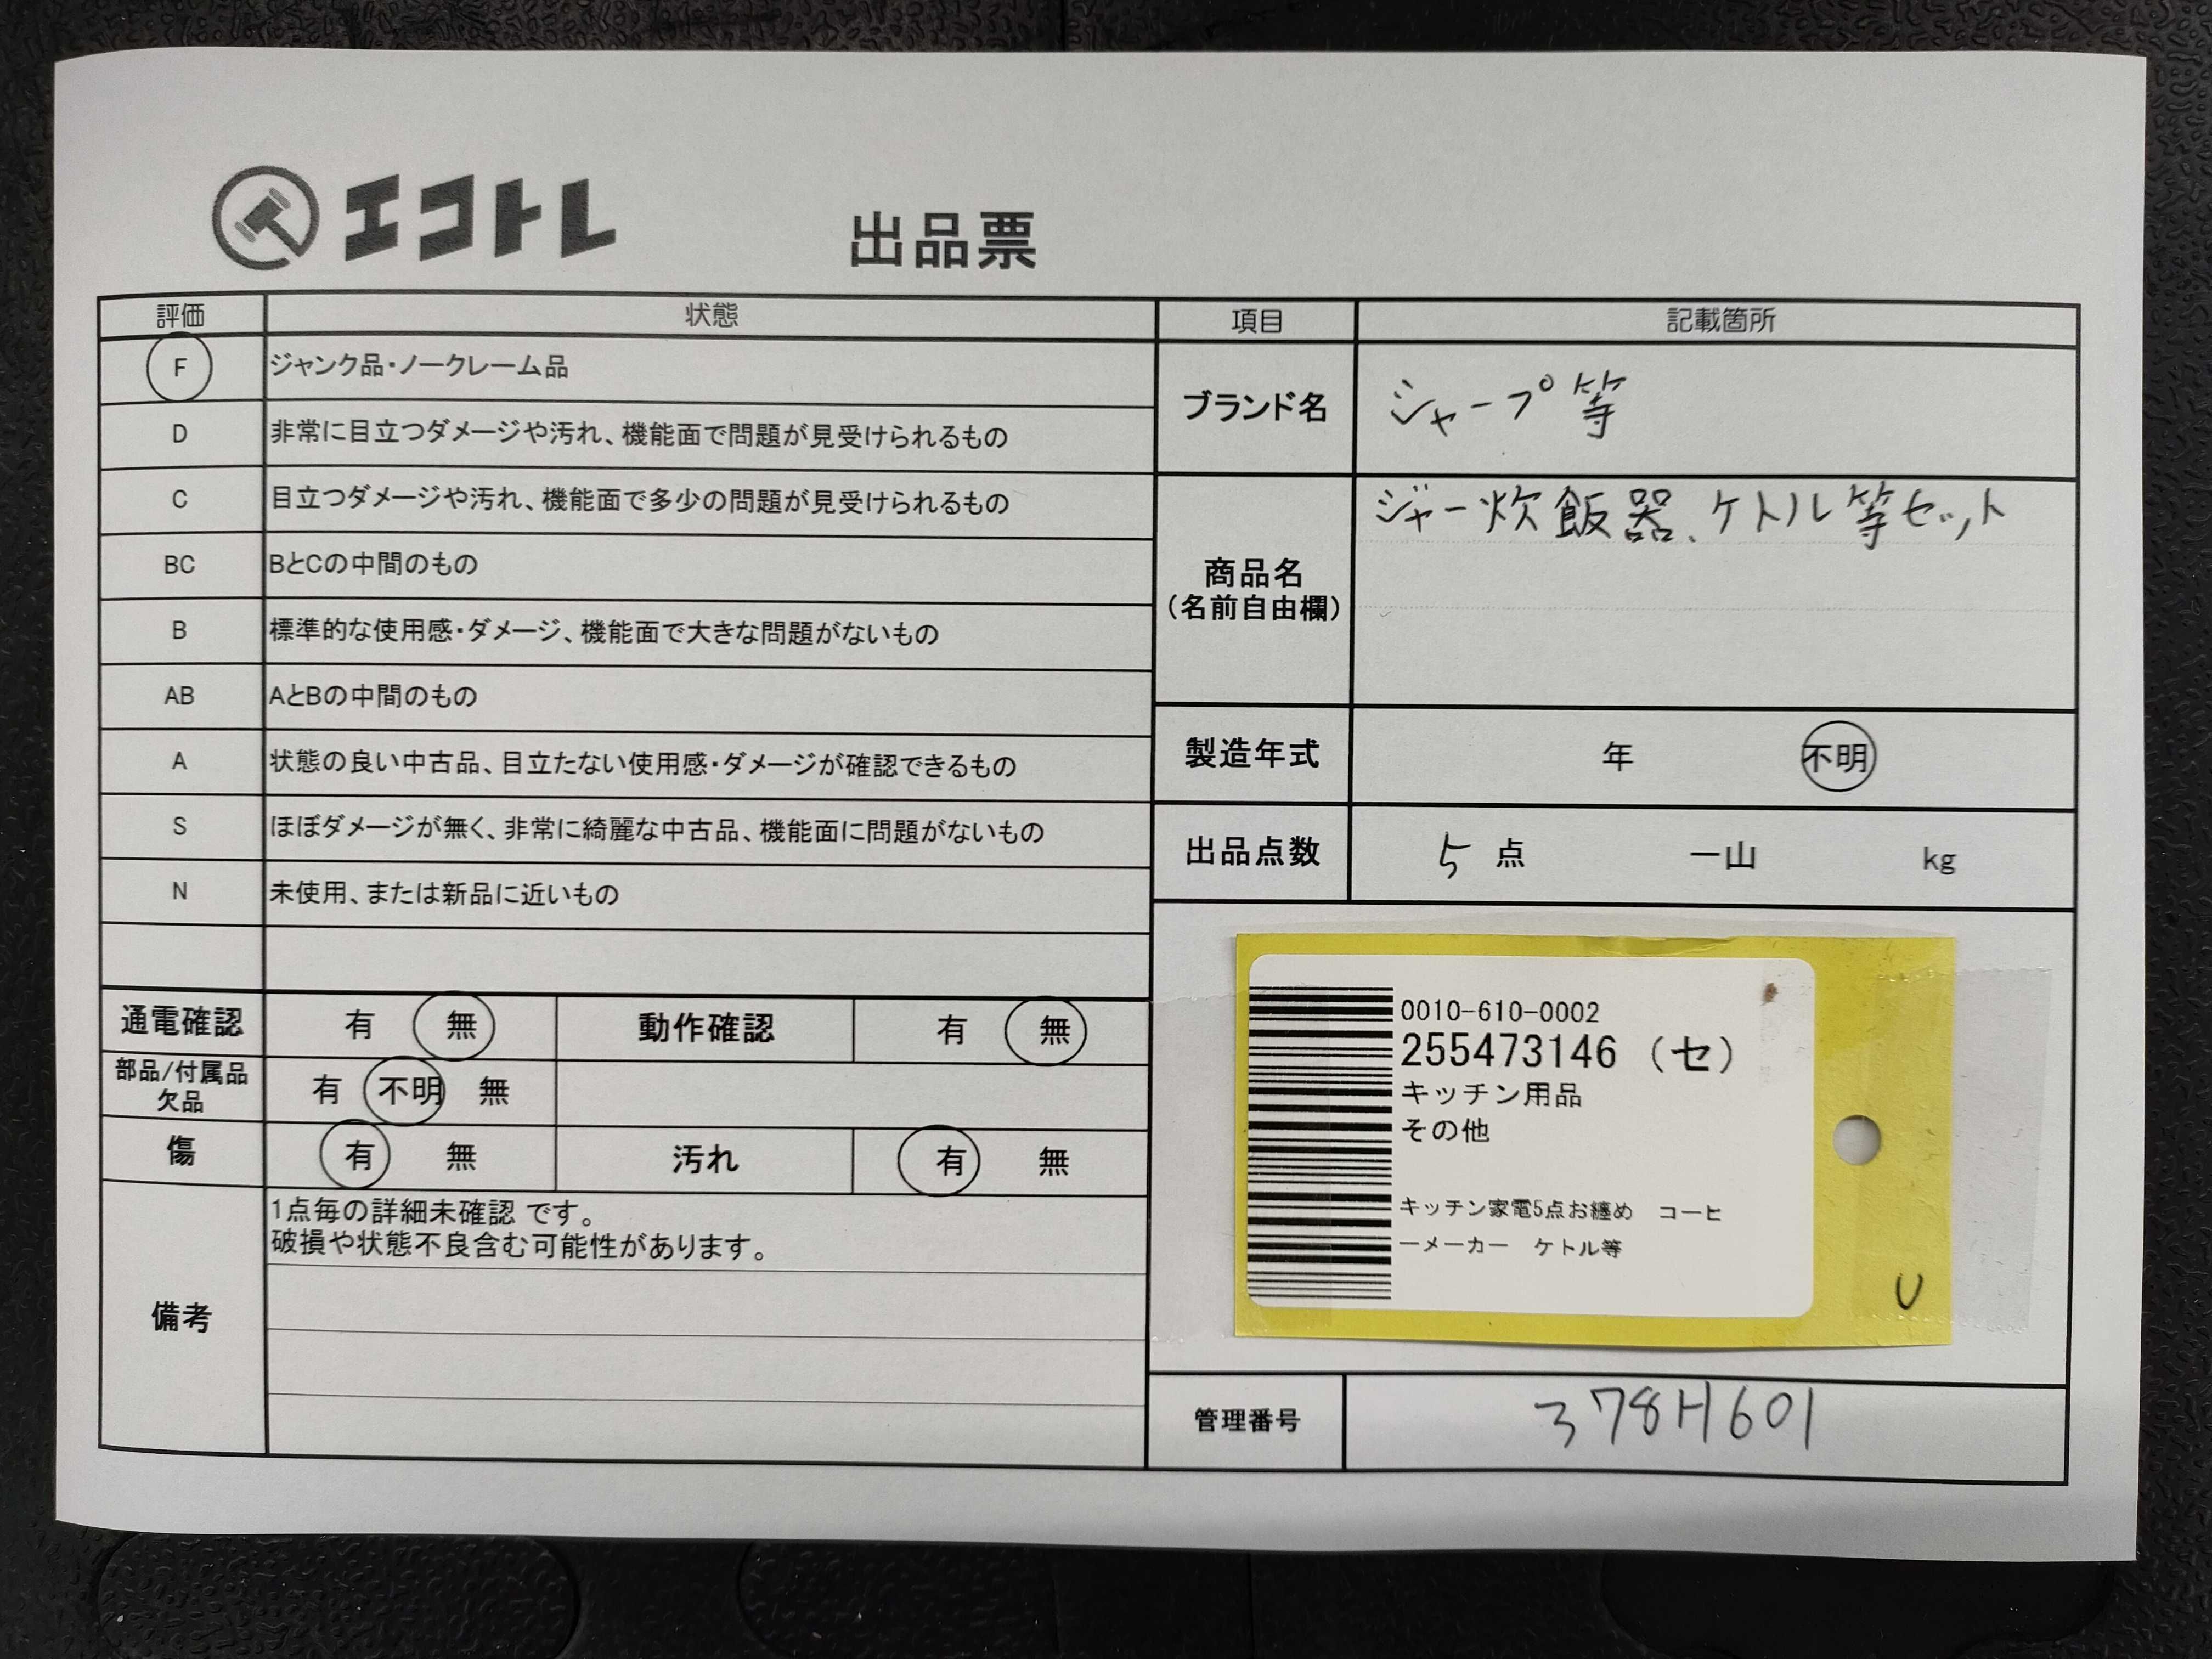 エコトレ
出品票
評価 状態
F ジャンク品・ノークレーム品
D 非常に目立つダメージや汚れ、機能面で問題が見受けられるもの
C 目立つダメージや汚れ、機能面で多少の問題が見受けられるもの
BC BとCの中間のもの
B 標準的な使用感・ダメージ、機能面で大きな問題がないもの
AB AとBの中間のもの
A 状態の良い中古品、目立たない使用感・ダメージが確認できるもの
S ほぼダメージが無く、非常に綺麗な中古品、機能面に問題がないもの
N 未使用、または新品に近いもの
通電確認 有 無 動作確認 有 無
部品/付属品
欠品
有 不明 無
傷 有 無 汚れ 有 無
備考
1点毎の詳細未確認 です。
破損や状態不良含む可能性があります。
項目 記載箇所
ブランド名 シャープ等
商品名
(名前自由欄)
ジャー炊飯器、ケトル等セット
製造年式 年 不明
出品点数 5 点 一山 kg
0010-610-0002
255473146 (セ)
キッチン用品
その他
キッチン家電5点お纏め コーヒ
ーメーカー ケトル等
U
管理番号 378H601